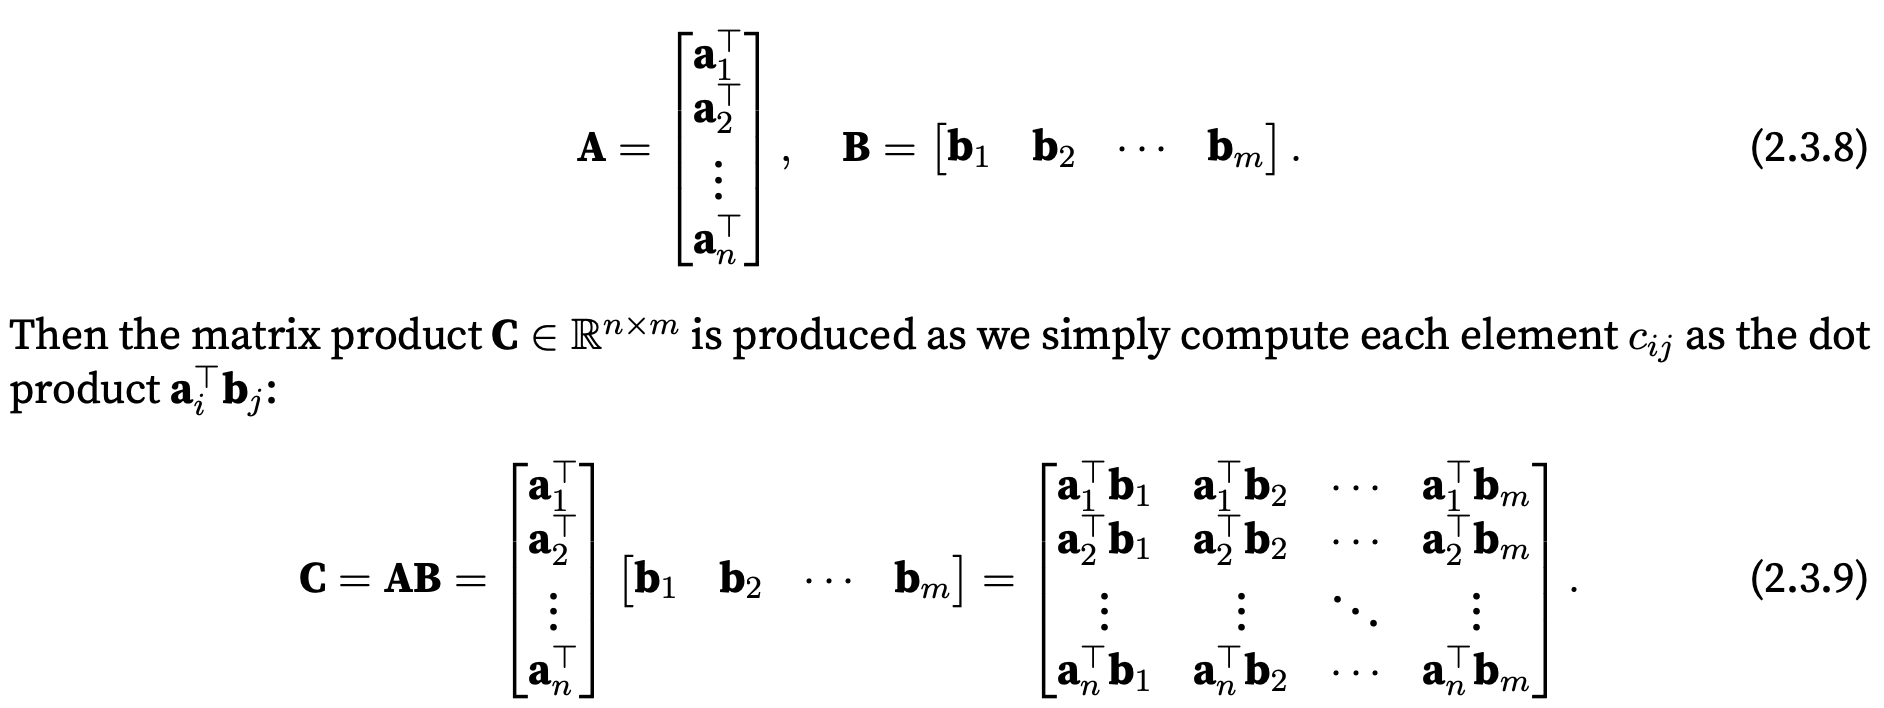 $$\mathbf{A} = \begin{bmatrix} \mathbf{a}_1^\top \\ \mathbf{a}_2^\top \\ \vdots \\ \mathbf{a}_n^\top \end{bmatrix}, \quad \mathbf{B} = \begin{bmatrix} \mathbf{b}_1 & \mathbf{b}_2 & \cdots & \mathbf{b}_m \end{bmatrix}. \quad (2.3.8)$$
Then the matrix product $\mathbf{C} \in \mathbb{R}^{n \times m}$ is produced as we simply compute each element $c_{ij}$ as the dot
product $\mathbf{a}_i^\top \mathbf{b}_j$:
$$\mathbf{C} = \mathbf{AB} = \begin{bmatrix} \mathbf{a}_1^\top \\ \mathbf{a}_2^\top \\ \vdots \\ \mathbf{a}_n^\top \end{bmatrix} \begin{bmatrix} \mathbf{b}_1 & \mathbf{b}_2 & \cdots & \mathbf{b}_m \end{bmatrix} = \begin{bmatrix} \mathbf{a}_1^\top \mathbf{b}_1 & \mathbf{a}_1^\top \mathbf{b}_2 & \cdots & \mathbf{a}_1^\top \mathbf{b}_m \\ \mathbf{a}_2^\top \mathbf{b}_1 & \mathbf{a}_2^\top \mathbf{b}_2 & \cdots & \mathbf{a}_2^\top \mathbf{b}_m \\ \vdots & \vdots & \ddots & \vdots \\ \mathbf{a}_n^\top \mathbf{b}_1 & \mathbf{a}_n^\top \mathbf{b}_2 & \cdots & \mathbf{a}_n^\top \mathbf{b}_m \end{bmatrix}. \quad (2.3.9)$$